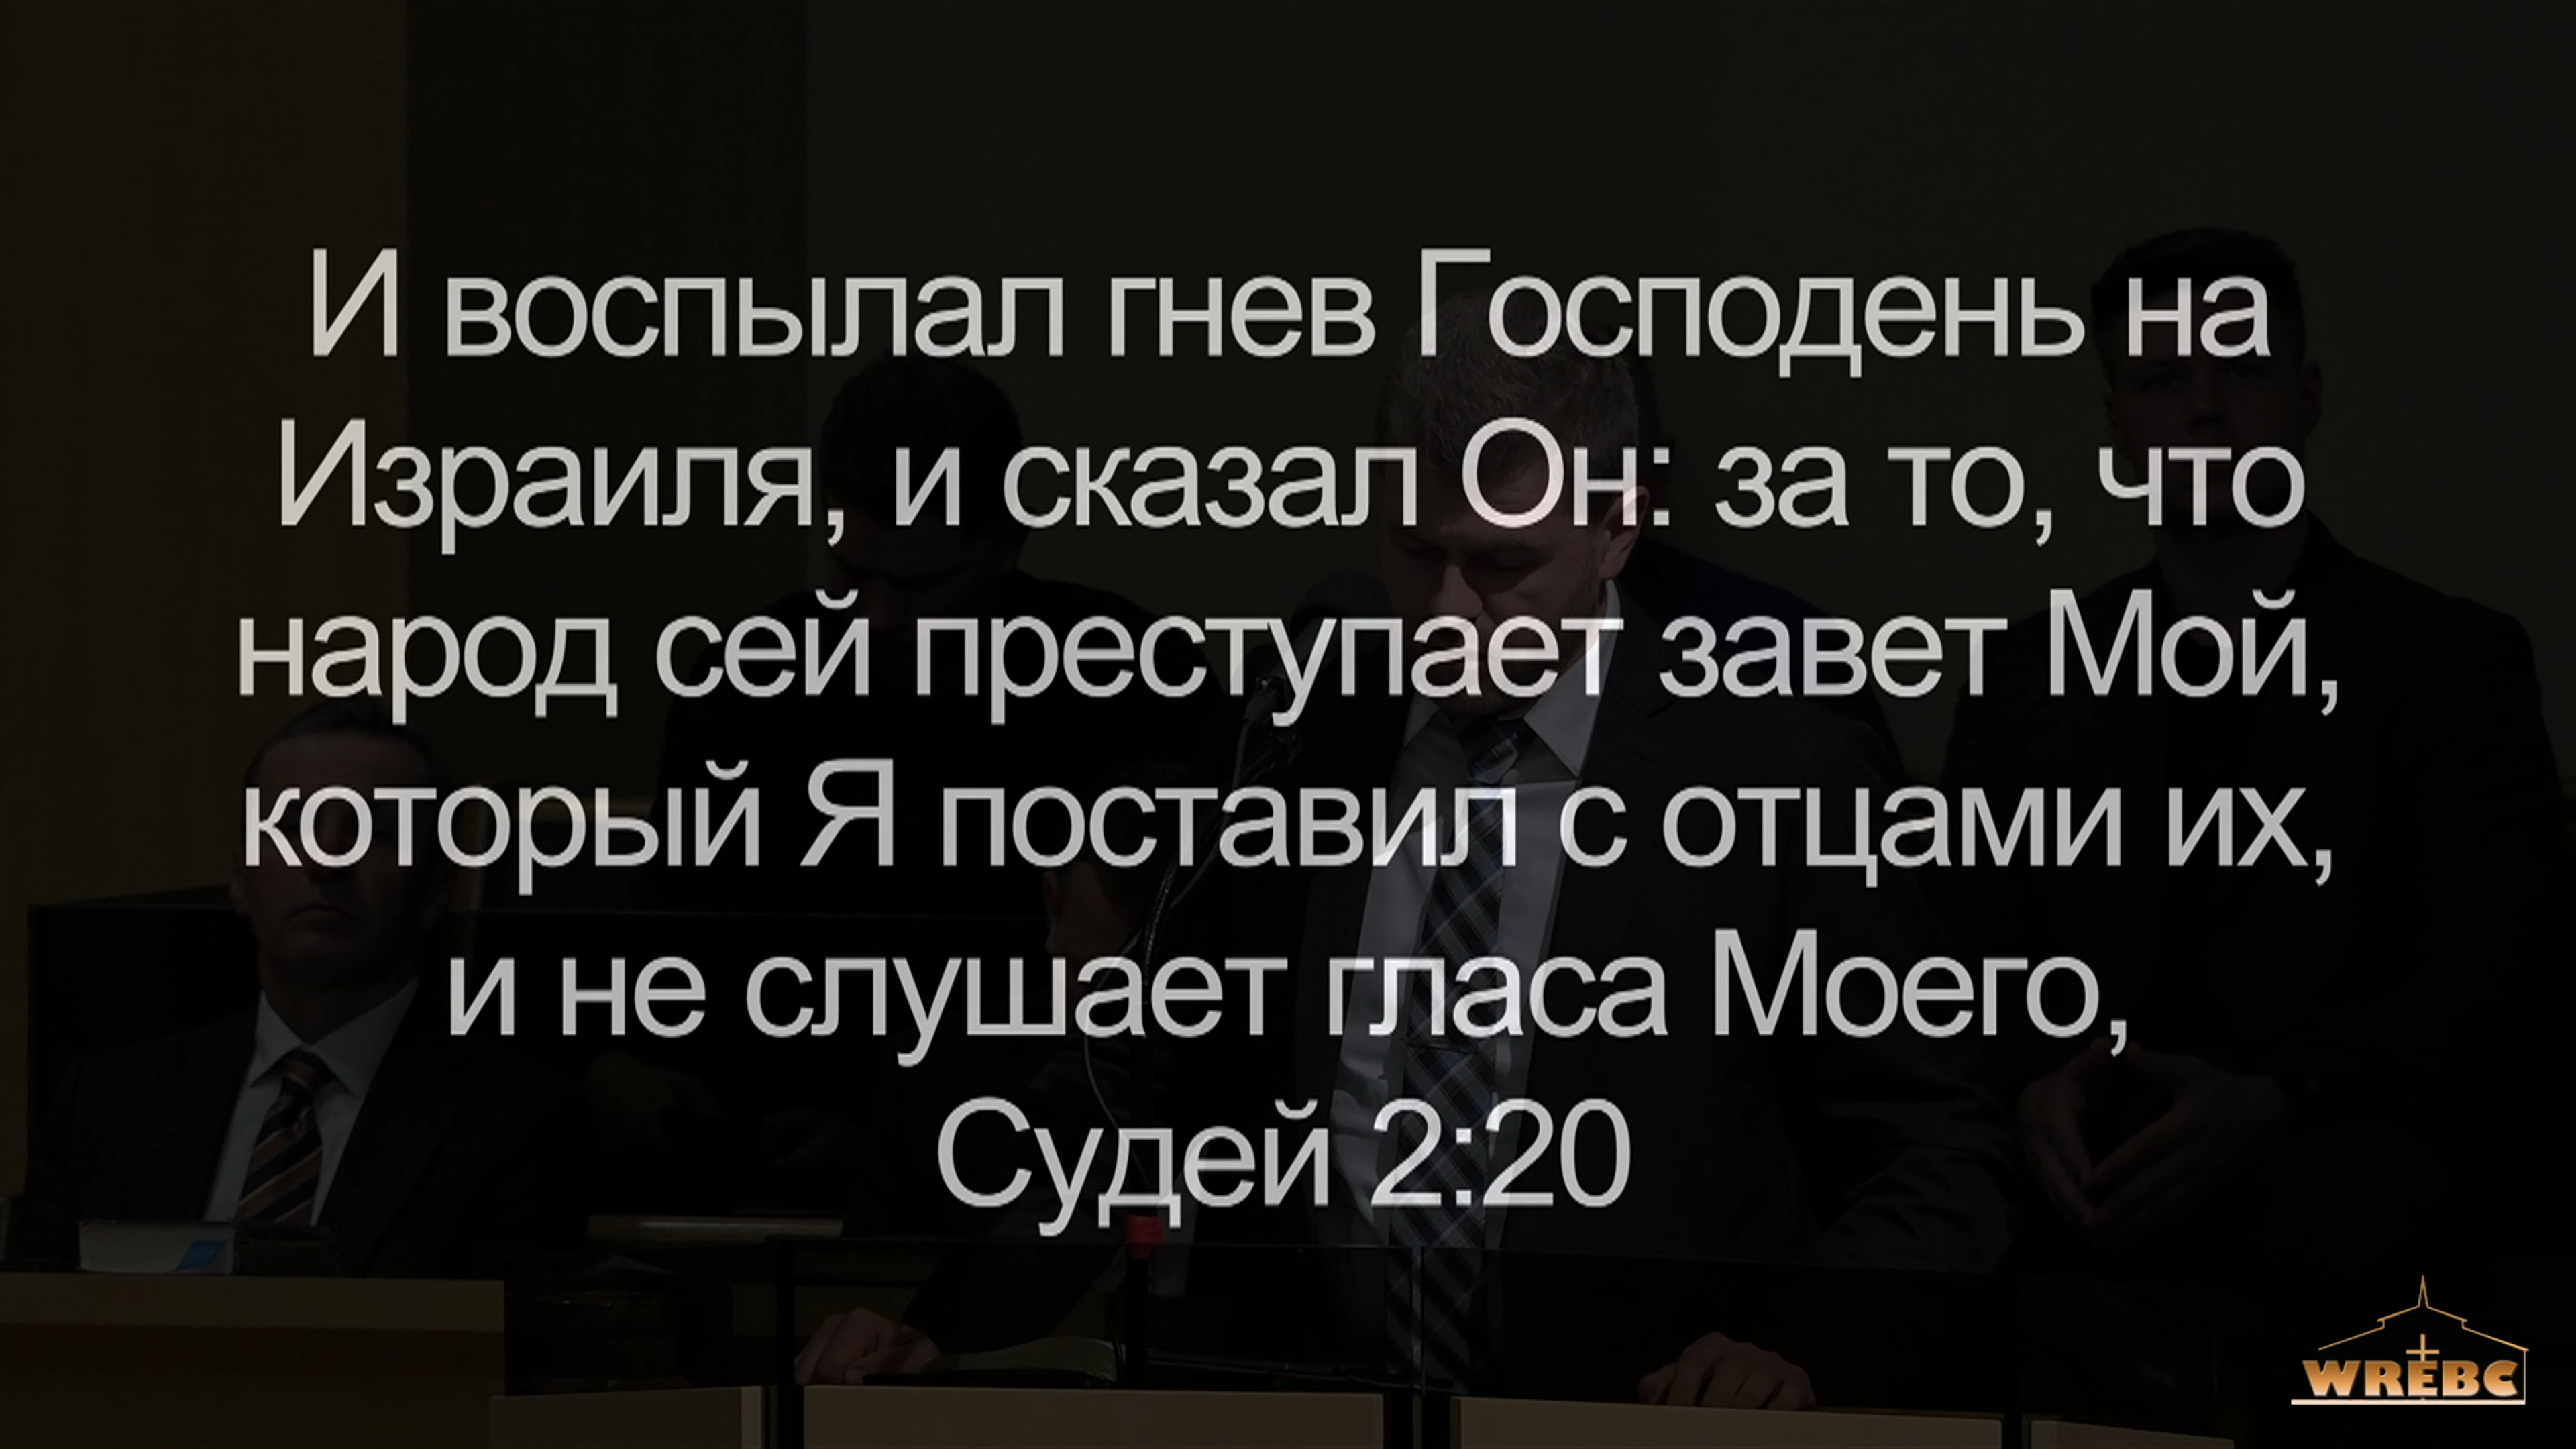 И воспылал гнев Господень на
Израиля, и сказал Он: за то, что
народ сей преступает завет Мой,
который Я поставил с отцами их,
и не слушает гласа Моего,
Судей 2:20
WREBC